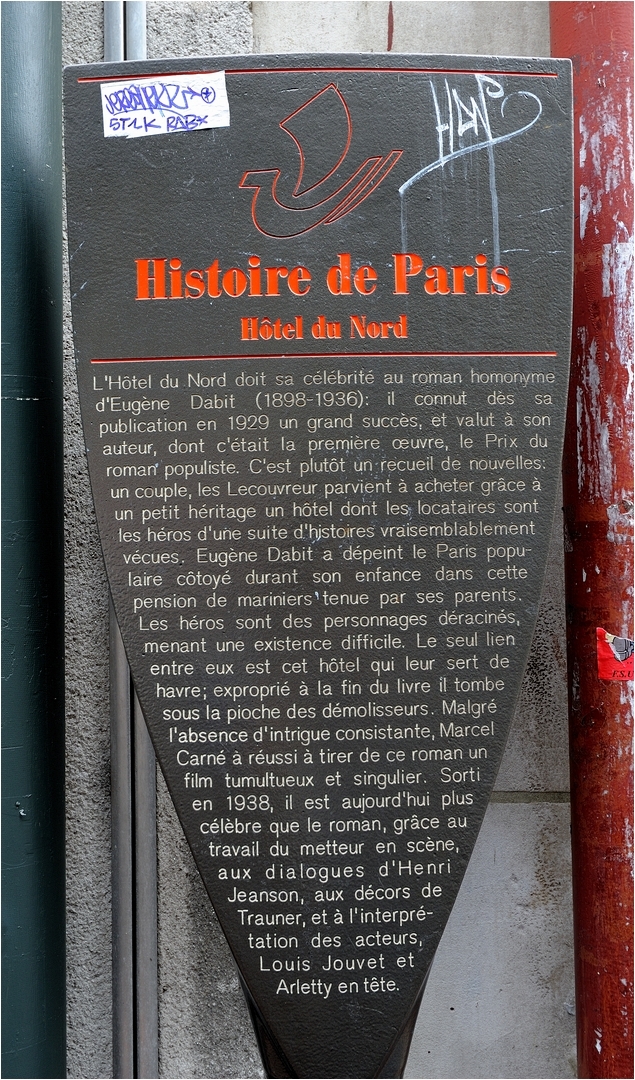 STLK RABX
HANS
Histoire de Paris
Hôtel du Nord
L'Hôtel du Nord doit sa célébrité au roman homonyme
d'Eugène Dabit (1898-1936): il connut dès sa
publication en 1929 un grand succès, et valut à son
auteur, dont c'était la première œuvre, le Prix du
roman populiste. C'est plutôt un recueil de nouvelles:
un couple, les Lecouvreur parvient à acheter grâce à
un petit héritage un hôtel dont les locataires sont
les héros d'une suite d'histoires vraisemblablement
vécues. Eugène Dabit a dépeint le Paris popu-
laire côtoyé durant son enfance dans cette
pension de mariniers tenue par ses parents.
Les héros sont des personnages déracinés,
menant une existence difficile. Le seul lien
entre eux est cet hôtel qui leur sert de
havre; exproprié à la fin du livre il tombe
sous la pioche des démolisseurs. Malgré
l'absence d'intrigue consistante, Marcel
Carné à réussi à tirer de ce roman un
film tumultueux et singulier. Sorti
en 1938, il est aujourd'hui plus
célèbre que le roman, grâce au
travail du metteur en scène,
aux dialogues d'Henri
Jeanson, aux décors de
Trauner, et à l'interpré-
tation des acteurs,
Louis Jouvet et
Arletty en tête.